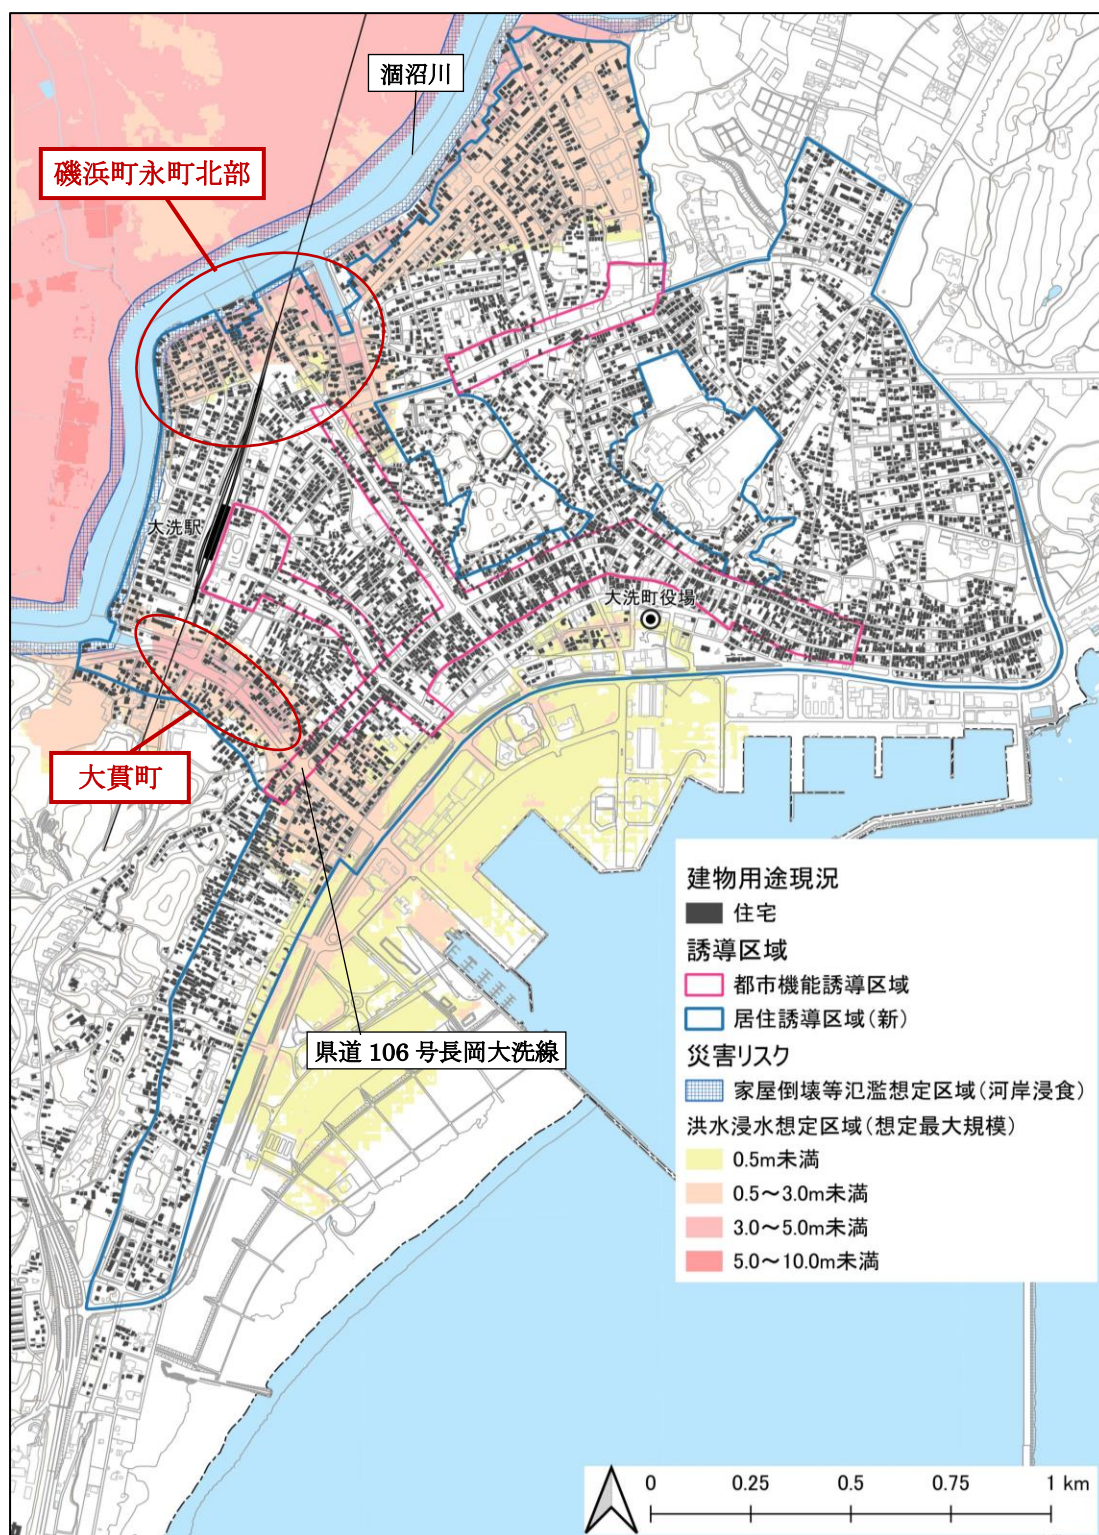 涸沼川
磯浜町永町北部
大洗駅
大洗町役場
大貫町
県道 106 号長岡大洗線
建物用途現況
住宅
誘導区域
都市機能誘導区域
居住誘導区域(新)
災害リスク
家屋倒壊等氾濫想定区域(河岸浸食)
洪水浸水想定区域(想定最大規模)
0.5m未満
0.5～3.0m未満
3.0～5.0m未満
5.0～10.0m未満
0 0.25 0.5 0.75 1 km